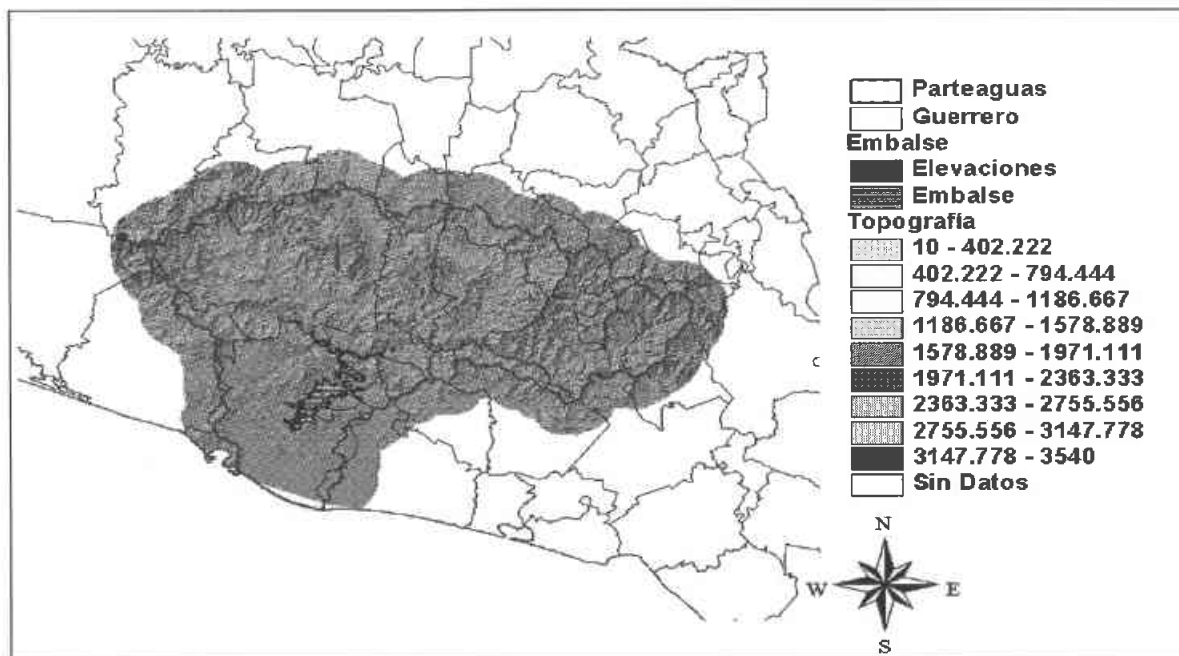 Parteaguas
Guerrero
Embalse
Elevaciones
Embalse
Topografía
10 - 402.222
402.222 - 794.444
794.444 - 1186.667
1186.667 - 1578.889
1578.889 - 1971.111
1971.111 - 2363.333
2363.333 - 2755.556
2755.556 - 3147.778
3147.778 - 3540
Sin Datos
N
W E
S